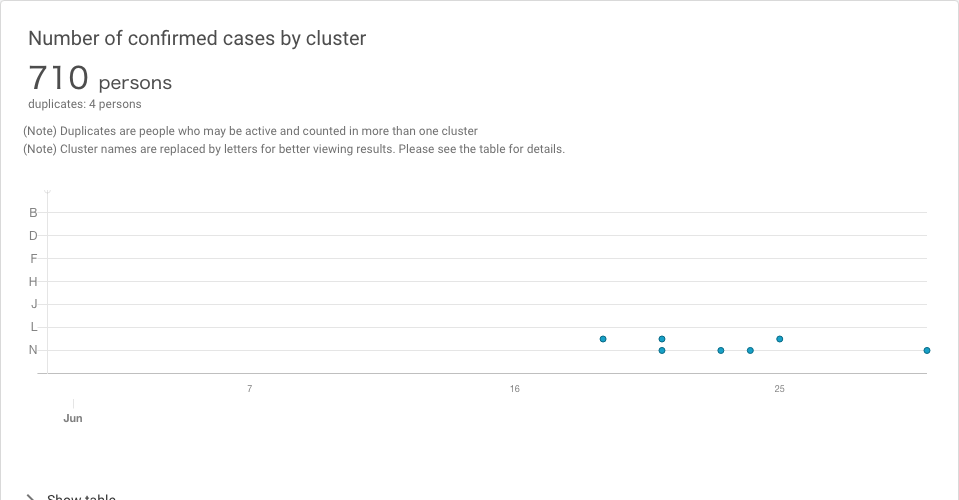 Number of confirmed cases by cluster
710 persons
duplicates: 4 persons
(Note) Duplicates are people who may be active and counted in more than one cluster
(Note) Cluster names are replaced by letters for better viewing results. Please see the table for details.
B
D
F
H
J
L
N
7 16 25
Jun
Show table